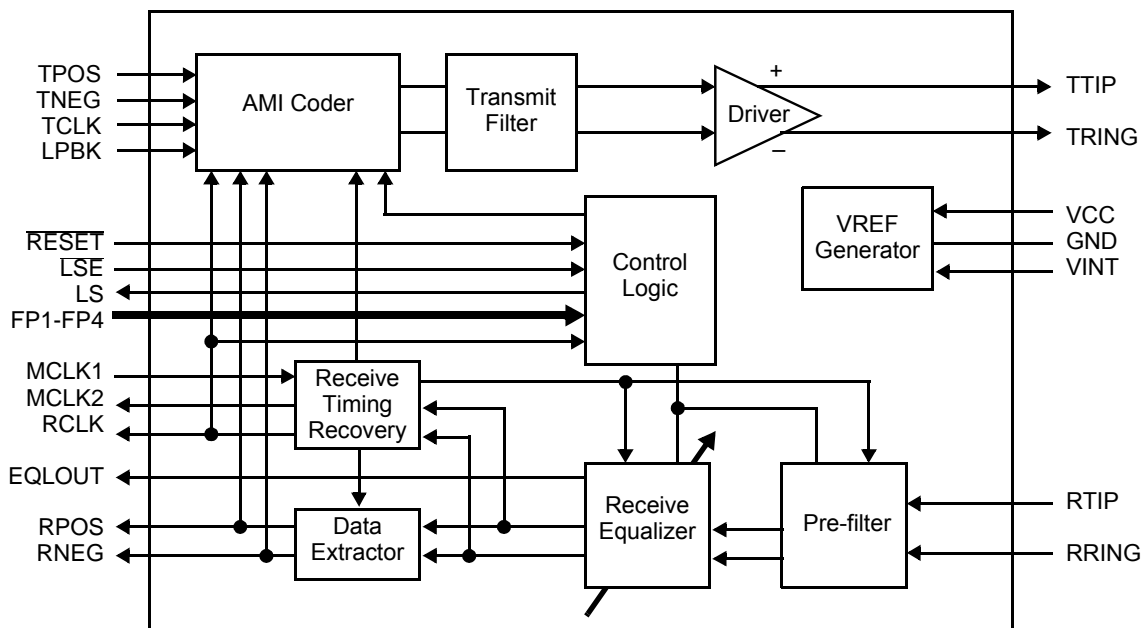 TPOS
TNEG
TCLK
LPBK
AMI Coder
Transmit
Filter
+
Driver
–
TTIP
TRING
RESET
LSE
LS
FP1-FP4
Control
Logic
VREF
Generator
VCC
GND
VINT
MCLK1
MCLK2
RCLK
Receive
Timing
Recovery
EQLOUT
RPOS
RNEG
Data
Extractor
Receive
Equalizer
Pre-filter
RTIP
RRING